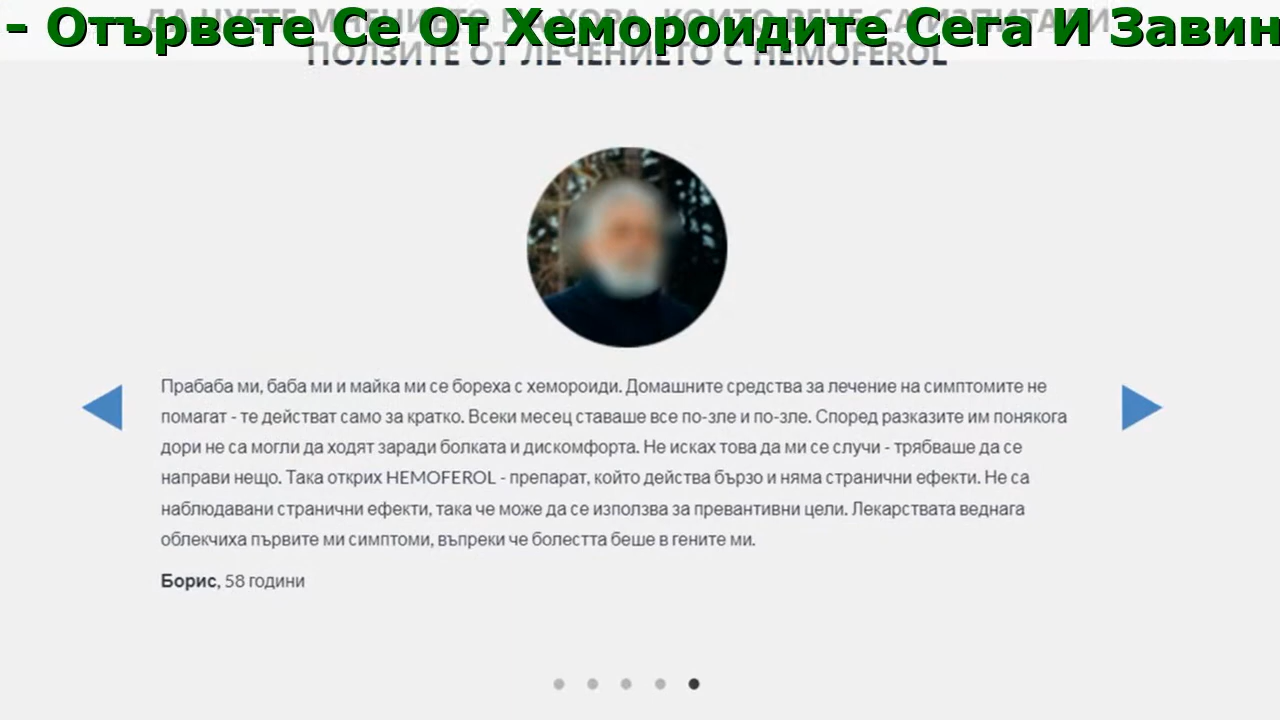 - Отървете Се От Хемороидите Сега И Завин
ПОЛЗИТЕ ОТ ЛЕЧЕНИЕТО С HEMOFEROL
Прабаба ми, баба ми и майка ми се бореха с хемороиди. Домашните средства за лечение на симптомите не
помагат - те действат само за кратко. Всеки месец ставаше все по-зле и по-зле. Според разказите им понякога
дори не са могли да ходят заради болката и дискомфорта. Не исках това да ми се случи - трябваше да се
направи нещо. Така открих HEMOFEROL - препарат, който действа бързо и няма странични ефекти. Не са
наблюдавани странични ефекти, така че може да се използва за превантивни цели. Лекарствата веднага
облекчиха първите ми симптоми, въпреки че болестта беше в гените ми.
Борис, 58 години